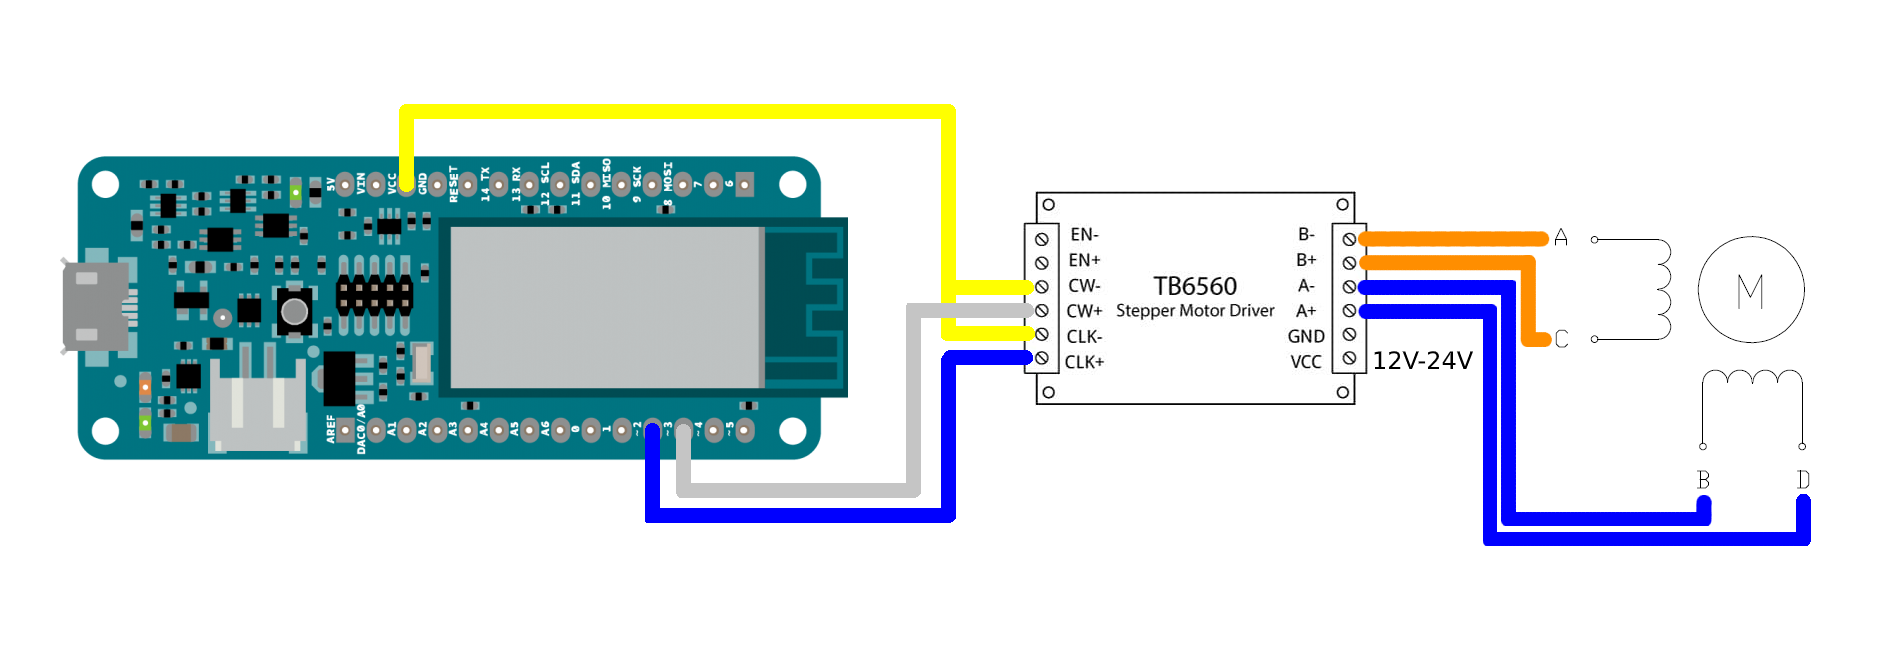 5V
VIN
VCC
GND
RESET
14 TX
13 RX
12 SCL
11 SDA
10 MISO
9 SCK
8 MOSI
7
6
AREF
DAC0/A0
A1
A2
A3
A4
A5
A6
0
1
~2
~3
~4
~5
EN-
EN+
CW-
CW+
CLK-
CLK+
TB6560
Stepper Motor Driver
B-
B+
A-
A+
GND
VCC
12V-24V
A
C
M
B
D